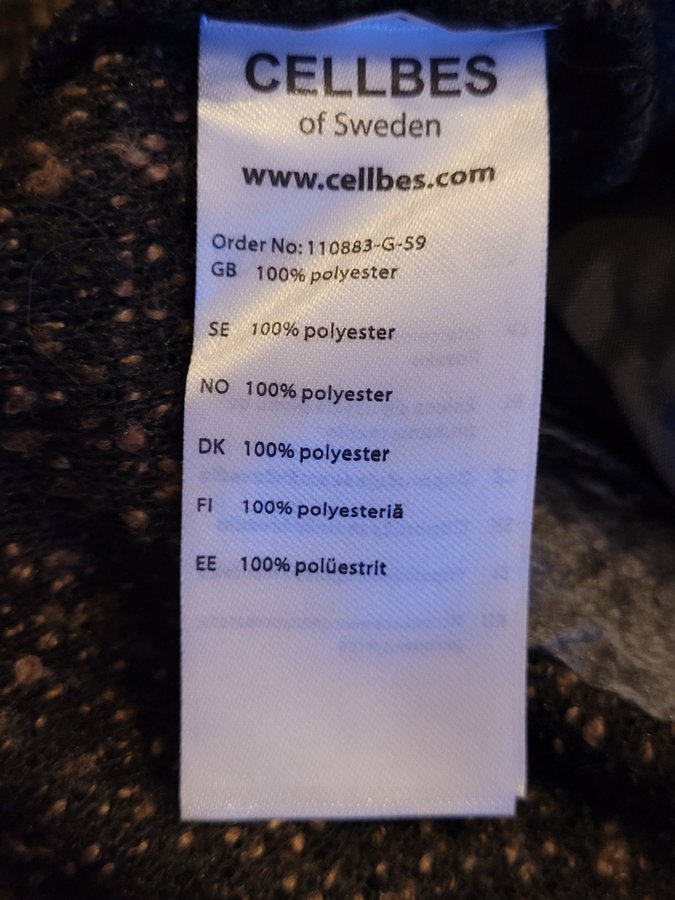 CELLBES
of Sweden
www.cellbes.com
Order No: 110883-G-59
GB 100% polyester
SE 100% polyester
NO 100% polyester
DK 100% polyester
FI 100% polyesteriă
EE 100% polüestrit